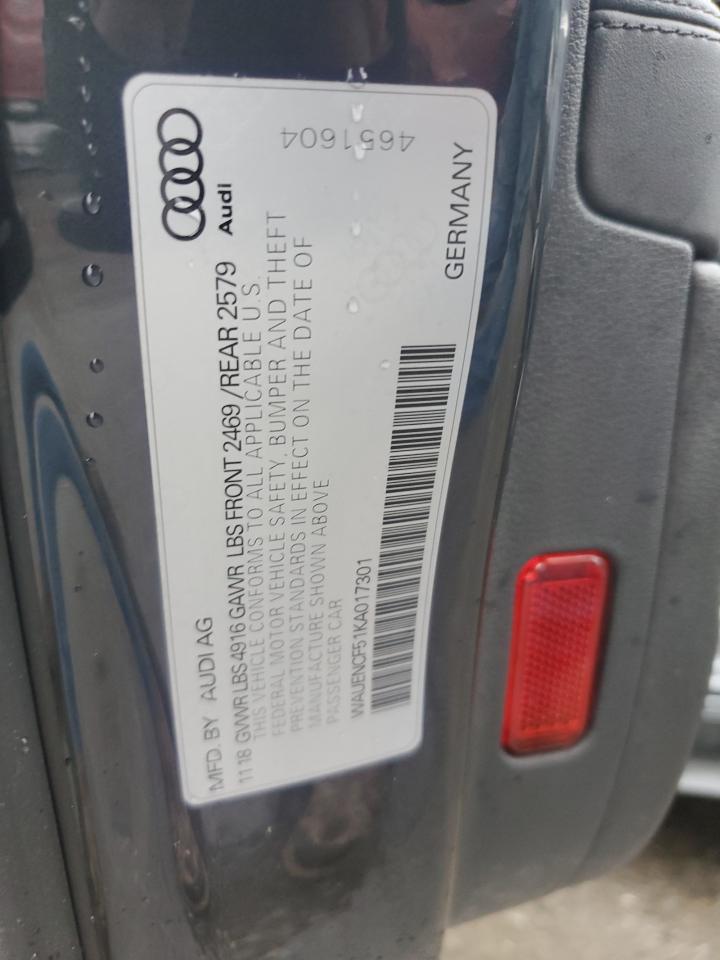 Audi
MFD. BY AUDI AG
11 18 GVWR LBS 4916 GAWR LBS FRONT 2469 / REAR 2579
THIS VEHICLE CONFORMS TO ALL APPLICABLE U.S.
FEDERAL MOTOR VEHICLE SAFETY, BUMPER AND THEFT
PREVENTION STANDARDS IN EFFECT ON THE DATE OF
MANUFACTURE SHOWN ABOVE
PASSENGER CAR
WAUENCF51KA017301
GERMANY
4651604